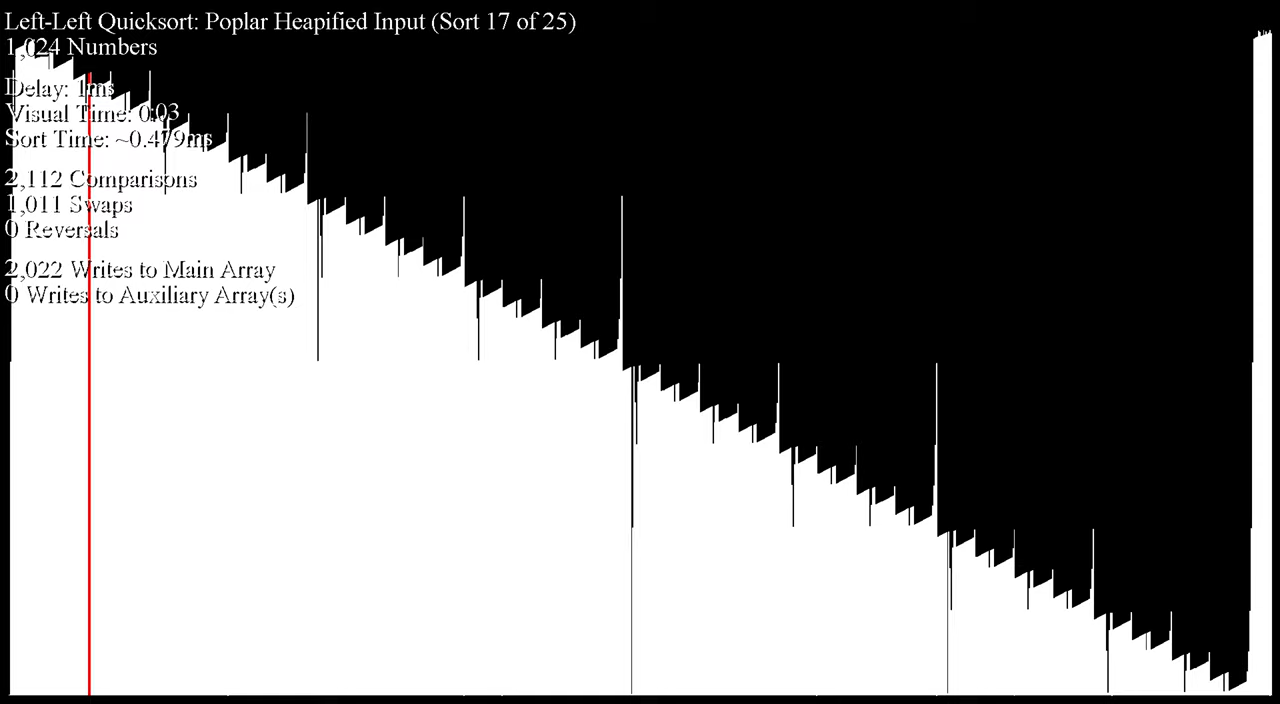 Left-Left Quicksort: Poplar Heapified Input (Sort 17 of 25)
1,024 Numbers
Delay: 1ms
Visual Time: 0:03
Sort Time: ~0.479ms
2,112 Comparisons
1,011 Swaps
0 Reversals
2,022 Writes to Main Array
0 Writes to Auxiliary Array(s)